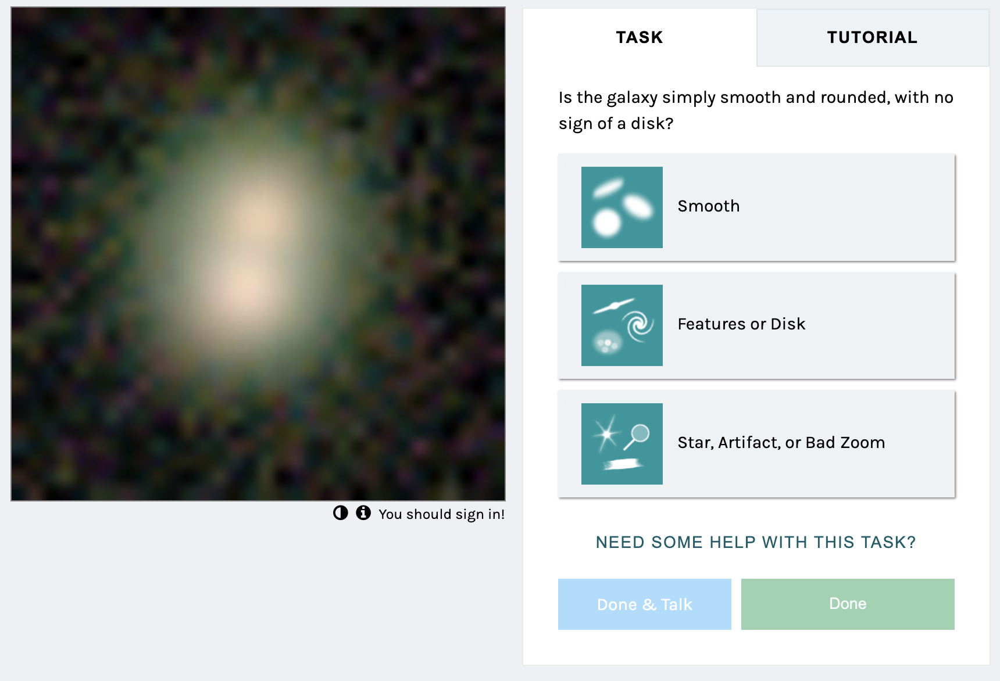 TASK
TUTORIAL
Is the galaxy simply smooth and rounded, with no
sign of a disk?
Smooth
Features or Disk
Star, Artifact, or Bad Zoom
You should sign in!
NEED SOME HELP WITH THIS TASK?
Done & Talk
Done